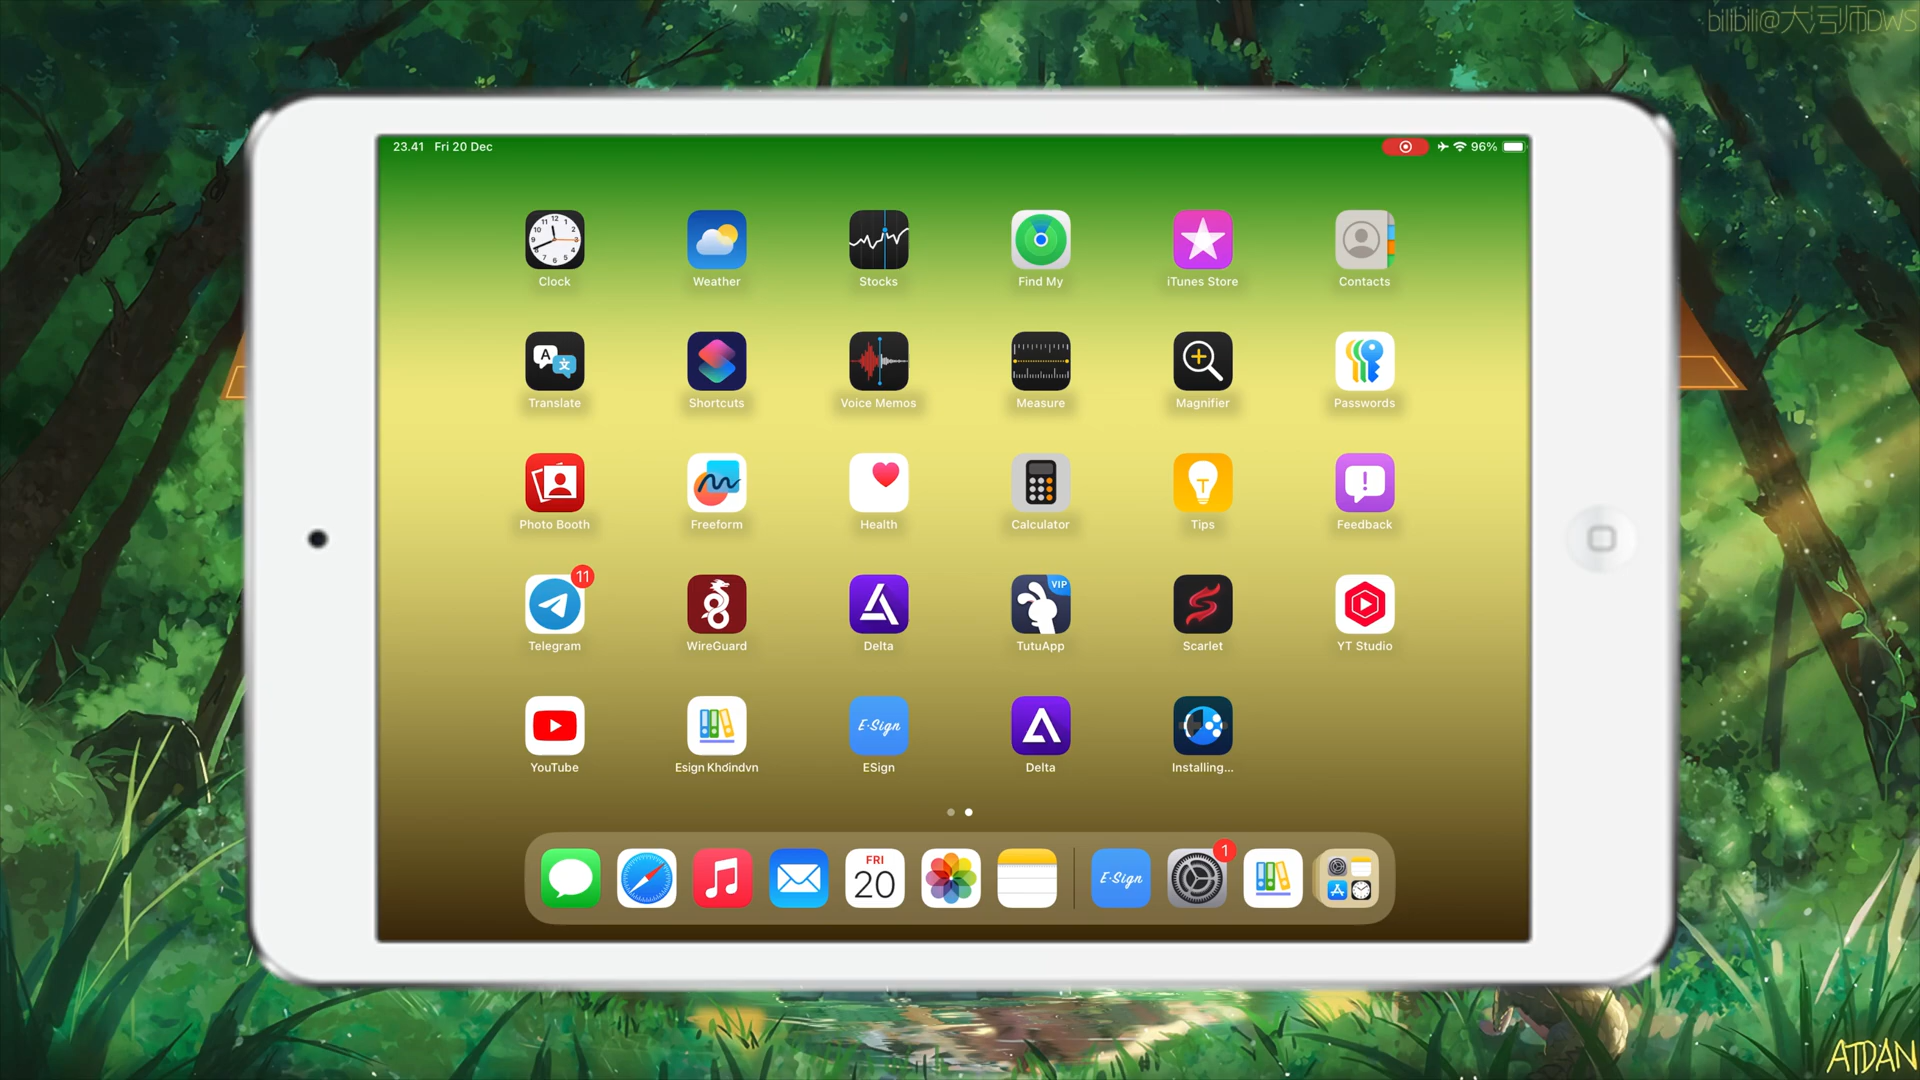 bilibili@大污师DWS
23.41 Fri 20 Dec
96%
Clock
Weather
Stocks
Find My
iTunes Store
Contacts
Translate
Shortcuts
Voice Memos
Measure
Magnifier
Passwords
Photo Booth
Freeform
Health
Calculator
Tips
Feedback
11
VIP
Telegram
WireGuard
Delta
TutuApp
Scarlet
YT Studio
E·Sign
YouTube
Esign Khơindvn
ESign
Delta
Installing...
FRI
20
E·Sign
1
ATDAN